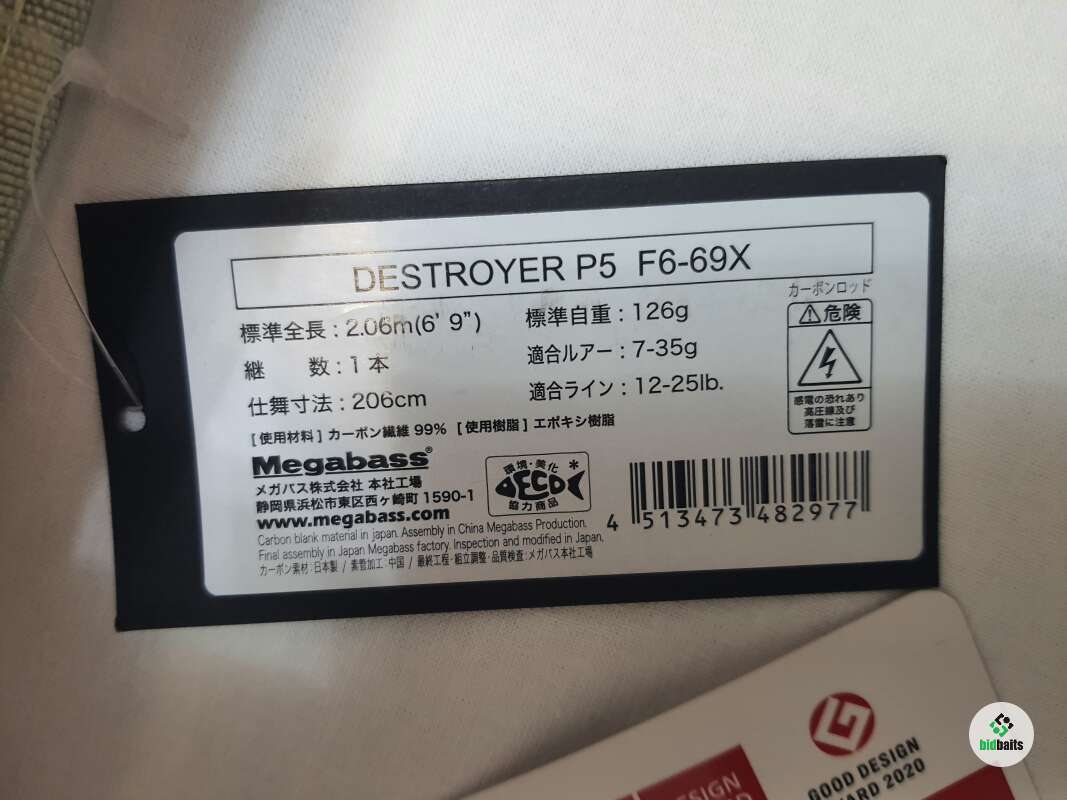 DESTROYER P5 F6-69X
標準全長 : 2.06m(6' 9")
標準自重 : 126g
継 数 : 1 本
適合ルアー : 7-35g
仕舞寸法 : 206cm
適合ライン : 12-25lb.
[使用材料] カーボン繊維 99% [使用樹脂] エポキシ樹脂
カーボンロッド
危険
感電の恐れあり
高圧線及び
落雷に注意
Megabass®
メガバス株式会社 本社工場
静岡県浜松市東区西ヶ崎町 1590-1
www.megabass.com
環境・美化
DECO
協力商品
4 513473 482977
Carbon blank material in japan. Assembly in China Megabass Production.
Final assembly in Japan Megabass factory. Inspection and modified in Japan.
カーボン素材 : 日本製 / 素管加工 : 中国 / 最終工程・組立調整・品質検査 : メガバス本社工場
GOOD DESIGN
ARD 2020
ESIGN
bidbaits